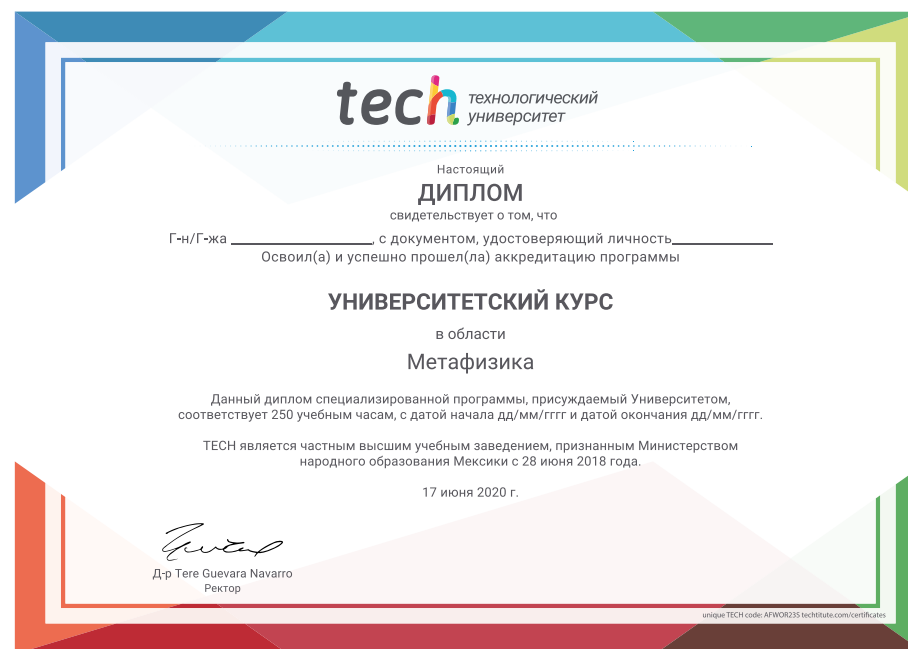 tech технологический
университет
Настоящий
ДИПЛОМ
свидетельствует о том, что
Г-н/Г-жа , с документом, удостоверяющий личность
Освоил(а) и успешно прошел(ла) аккредитацию программы
УНИВЕРСИТЕТСКИЙ КУРС
в области
Метафизика
Данный диплом специализированной программы, присуждаемый Университетом,
соответствует 250 учебным часам, с датой начала дд/мм/гггг и датой окончания дд/мм/гггг.
TECH является частным высшим учебным заведением, признанным Министерством
народного образования Мексики с 28 июня 2018 года.
17 июня 2020 г.
Д-р Tere Guevara Navarro
Ректор
unique TECH code: AFWOR235 techtitute.com/certificates